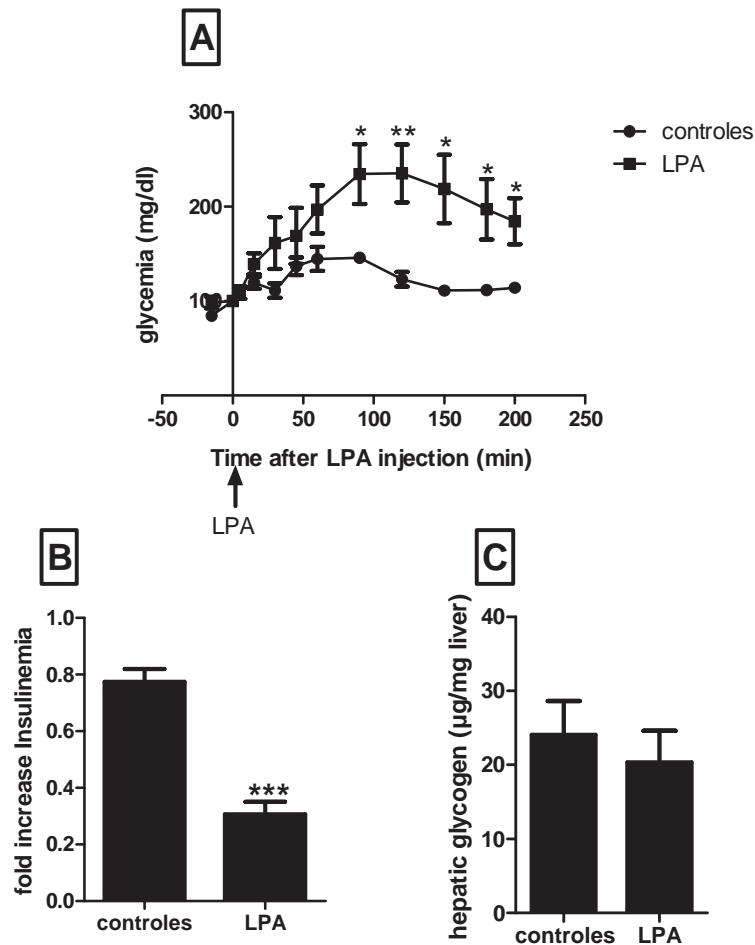 A
300
200
100
glycemia (mg/dl)
* ** * * *
controles
LPA
-50 0 50 100 150 200 250
Time after LPA injection (min)
LPA
B
1.0
0.8
0.6
0.4
0.2
0.0
fold increase Insulinemia
***
controles LPA
C
40
30
20
10
0
hepatic glycogen (µg/mg liver)
controles LPA